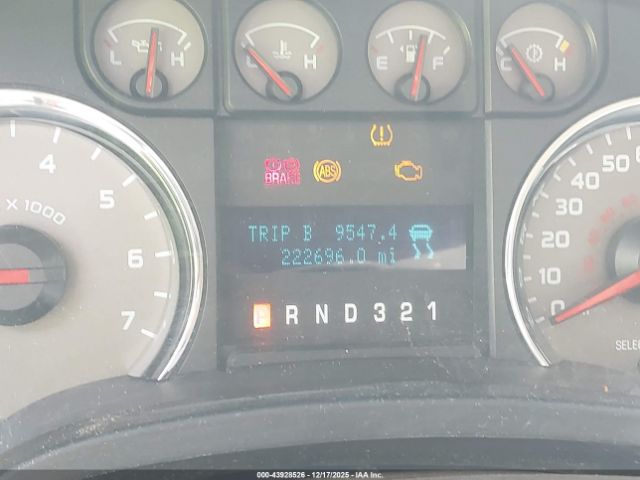 L H
C H
E F
C H
4
5
6
7
X 1000
BRAKE
ABS
TRIP B 9547.4
222696.0 mi
P R N D 3 2 1
50
40
30
20
10
0
000-43928526 - 12/17/2025 - IAA Inc.